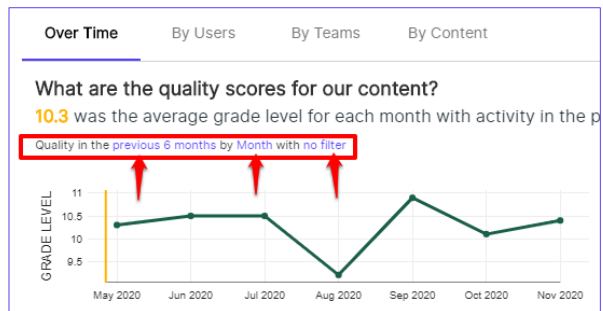 Over Time By Users By Teams By Content
What are the quality scores for our content?
10.3 was the average grade level for each month with activity in the p
Quality in the previous 6 months by Month with no filter
GRADE LEVEL
11
10.5
10
9.5
May 2020 Jun 2020 Jul 2020 Aug 2020 Sep 2020 Oct 2020 Nov 2020